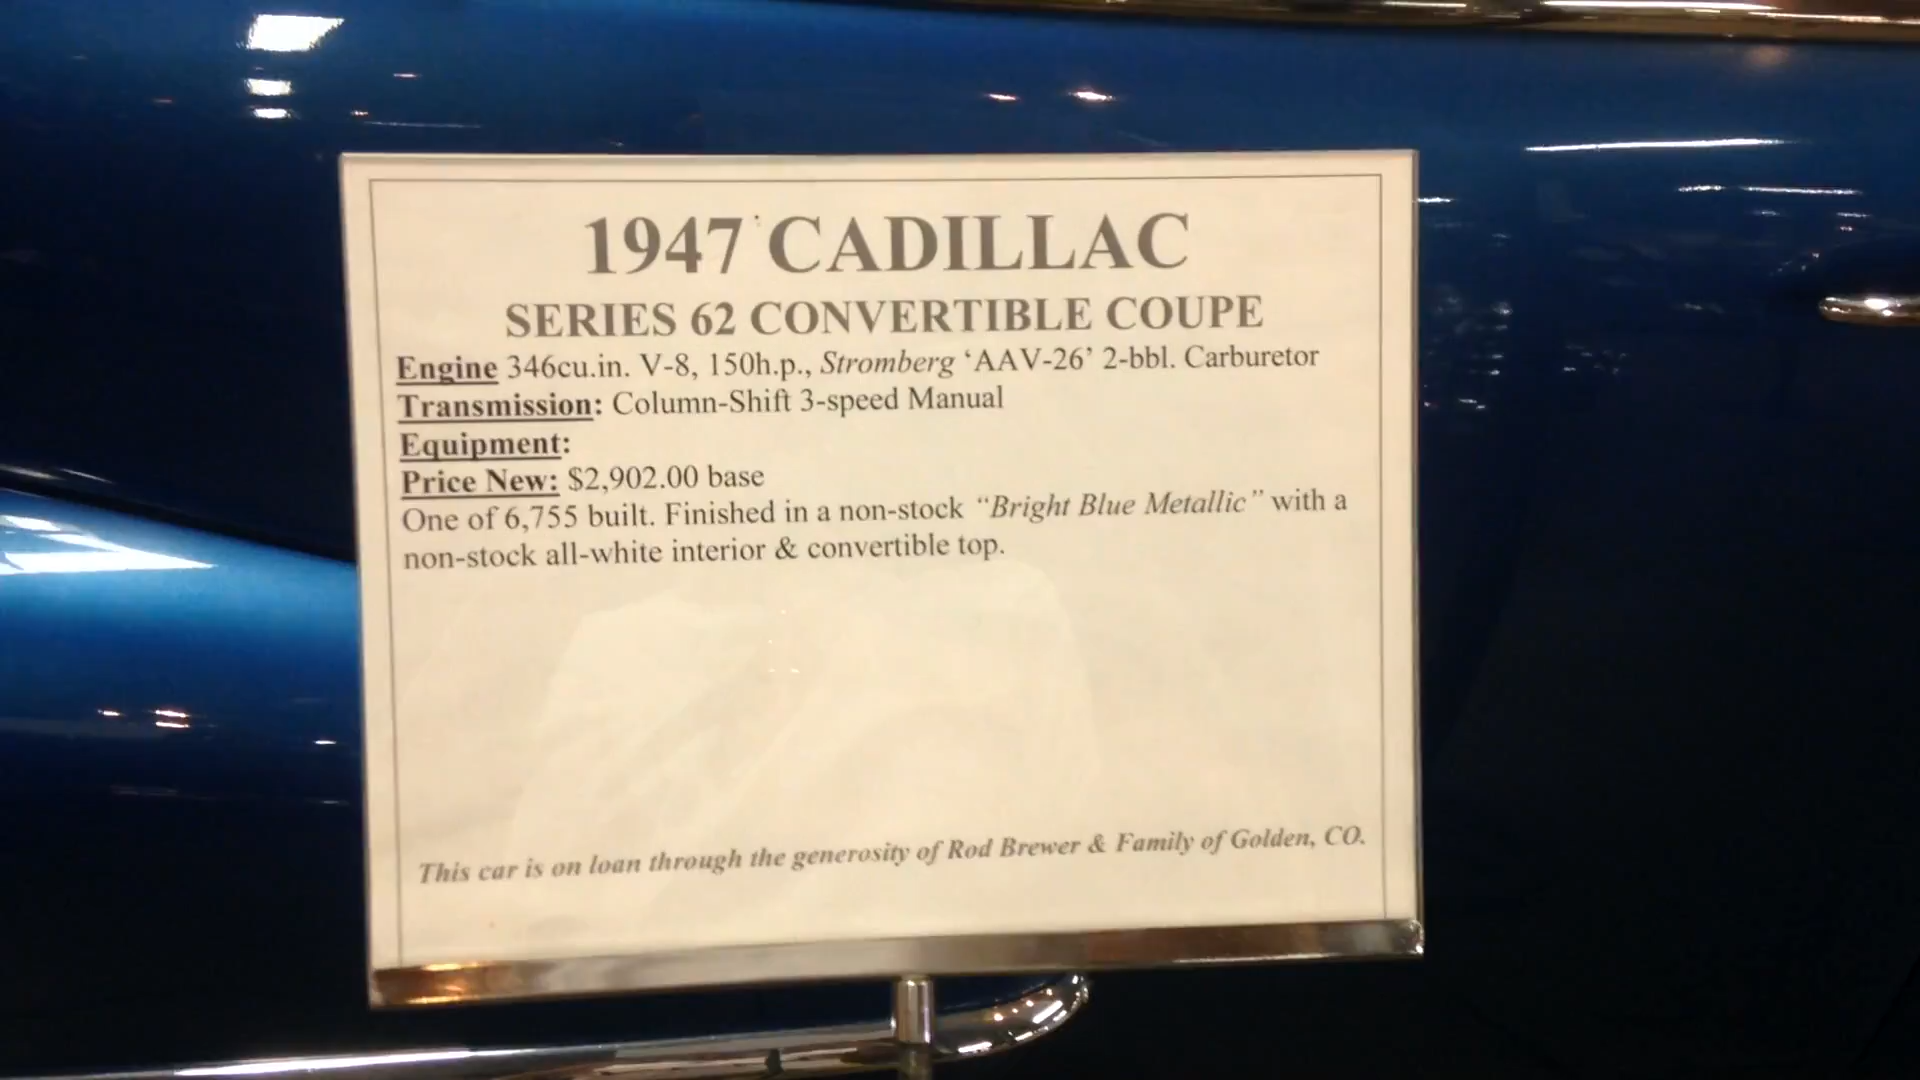 1947 CADILLAC
SERIES 62 CONVERTIBLE COUPE
Engine 346cu.in. V-8, 150h.p., Stromberg ‘AAV-26’ 2-bbl. Carburetor
Transmission: Column-Shift 3-speed Manual
Equipment:
Price New: $2,902.00 base
One of 6,755 built. Finished in a non-stock “Bright Blue Metallic” with a
non-stock all-white interior & convertible top.
This car is on loan through the generosity of Rod Brewer & Family of Golden, CO.